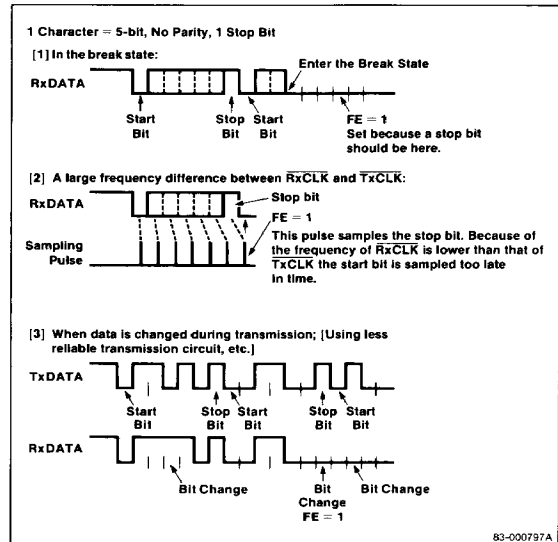 1 Character = 5-bit, No Parity, 1 Stop Bit
[1] In the break state:
Enter the Break State
RxDATA
Start Bit
Stop Bit
Start Bit
FE = 1
Set because a stop bit
should be here.
[2] A large frequency difference between RxCLK and TxCLK:
RxDATA
Stop bit
FE = 1
Sampling
Pulse
This pulse samples the stop bit. Because of
the frequency of RxCLK is lower than that of
TxCLK the start bit is sampled too late
in time.
[3] When data is changed during transmission; [Using less
reliable transmission circuit, etc.]
TxDATA
Start Bit
Stop Bit
Start Bit
Stop Bit
Start Bit
RxDATA
Bit Change
Bit Change
FE = 1
Bit Change
83-000797A